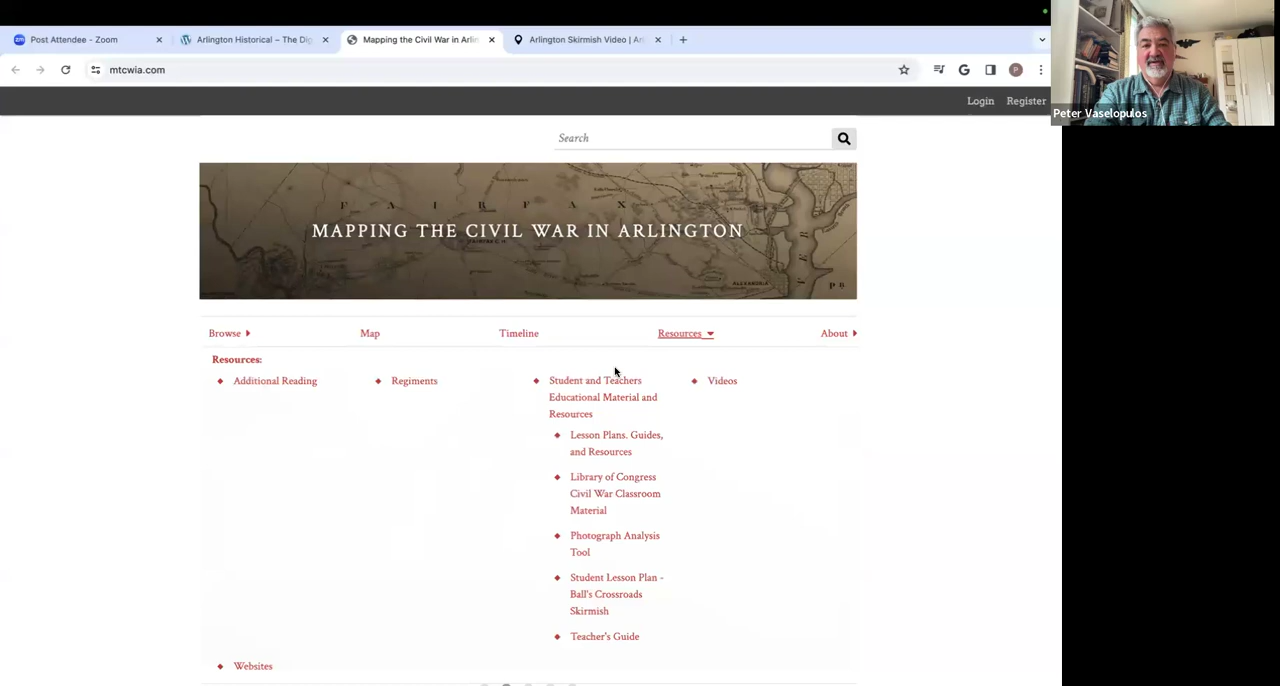 Post Attendee - Zoom
Arlington Historical – The Dig
Mapping the Civil War in Arlin
Arlington Skirmish Video | Ar
mtcwia.com
Login
Register
Peter Vaselopulos
Search
FAIRFAX
MAPPING THE CIVIL WAR IN ARLINGTON
ALEXANDRIA
Browse
Map
Timeline
Resources
About
Resources:
Additional Reading
Regiments
Student and Teachers
Educational Material and
Resources
Videos
Lesson Plans. Guides,
and Resources
Library of Congress
Civil War Classroom
Material
Photograph Analysis
Tool
Student Lesson Plan -
Ball's Crossroads
Skirmish
Teacher's Guide
Websites